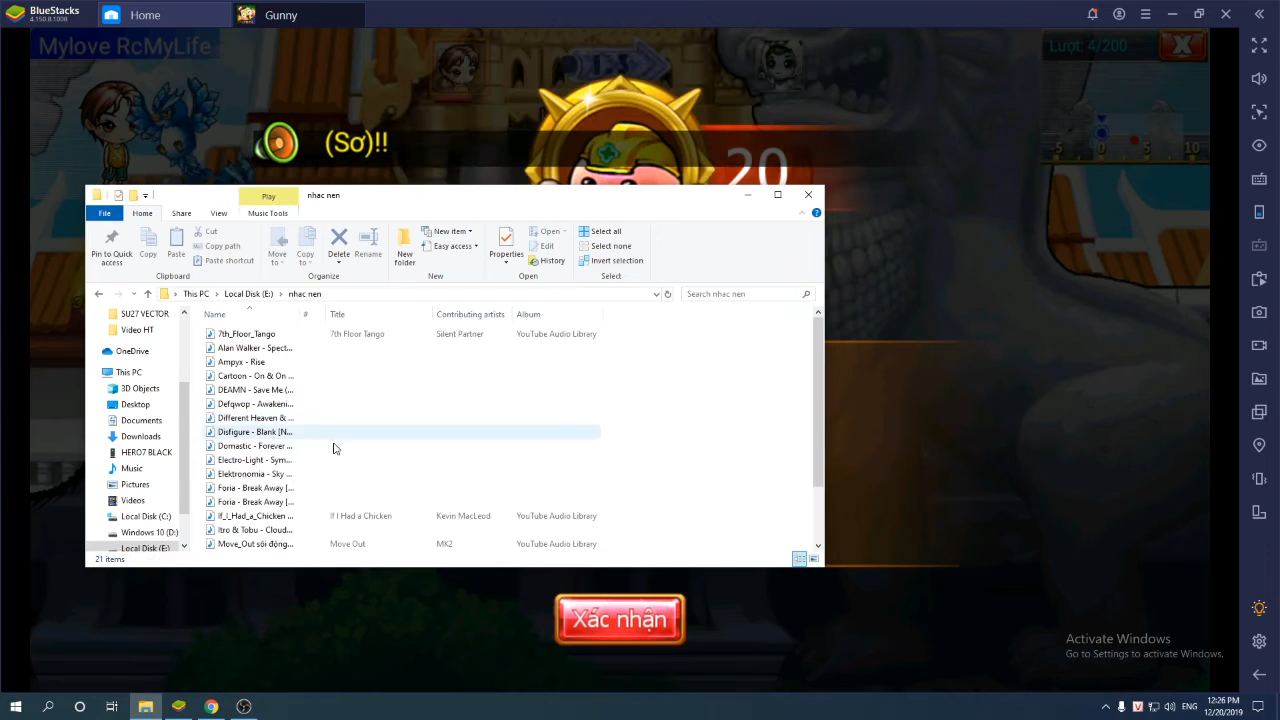 BlueStacks
4.150.8.1008
Home
Gunny
Mylove RcMyLife
Lượt: 4/200
(Sơ)!!
20
-5 0 5 10
Play
nhac nen
File
Home
Share
View
Music Tools
Pin to Quick access
Copy
Paste
Cut
Copy path
Paste shortcut
Clipboard
Move to
Copy to
Delete
Rename
Organize
New folder
New item
Easy access
New
Properties
Open
Edit
History
Open
Select all
Select none
Invert selection
Select
This PC > Local Disk (E:) > nhac nen
Search nhac nen
SU27 VECTOR
Video HT
OneDrive
This PC
3D Objects
Desktop
Documents
Downloads
HERO7 BLACK
Music
Pictures
Videos
Local Disk (C:)
Windows 10 (D:)
Local Disk (E:)
Name # Title Contributing artists Album
7th_Floor_Tango 7th Floor Tango Silent Partner YouTube Audio Library
Alan Walker - Spect...
Ampyx - Rise
Cartoon - On & On ...
DEAMN - Save Me (...
Defqwop - Awakeni...
Different Heaven & ...
Disfigure - Blank [N...
Domastic - Forever ...
Electro-Light - Sym...
Elektronomia - Sky ...
Foria - Break Away [...
Foria - Break Away [...
If_I_Had_a_Chicken If I Had a Chicken Kevin MacLeod YouTube Audio Library
Itro & Tobu - Cloud...
Move_Out sôi động... Move Out MK2 YouTube Audio Library
21 items
Xác nhận
Activate Windows
Go to Settings to activate Windows.
ENG
12:26 PM
12/20/2019